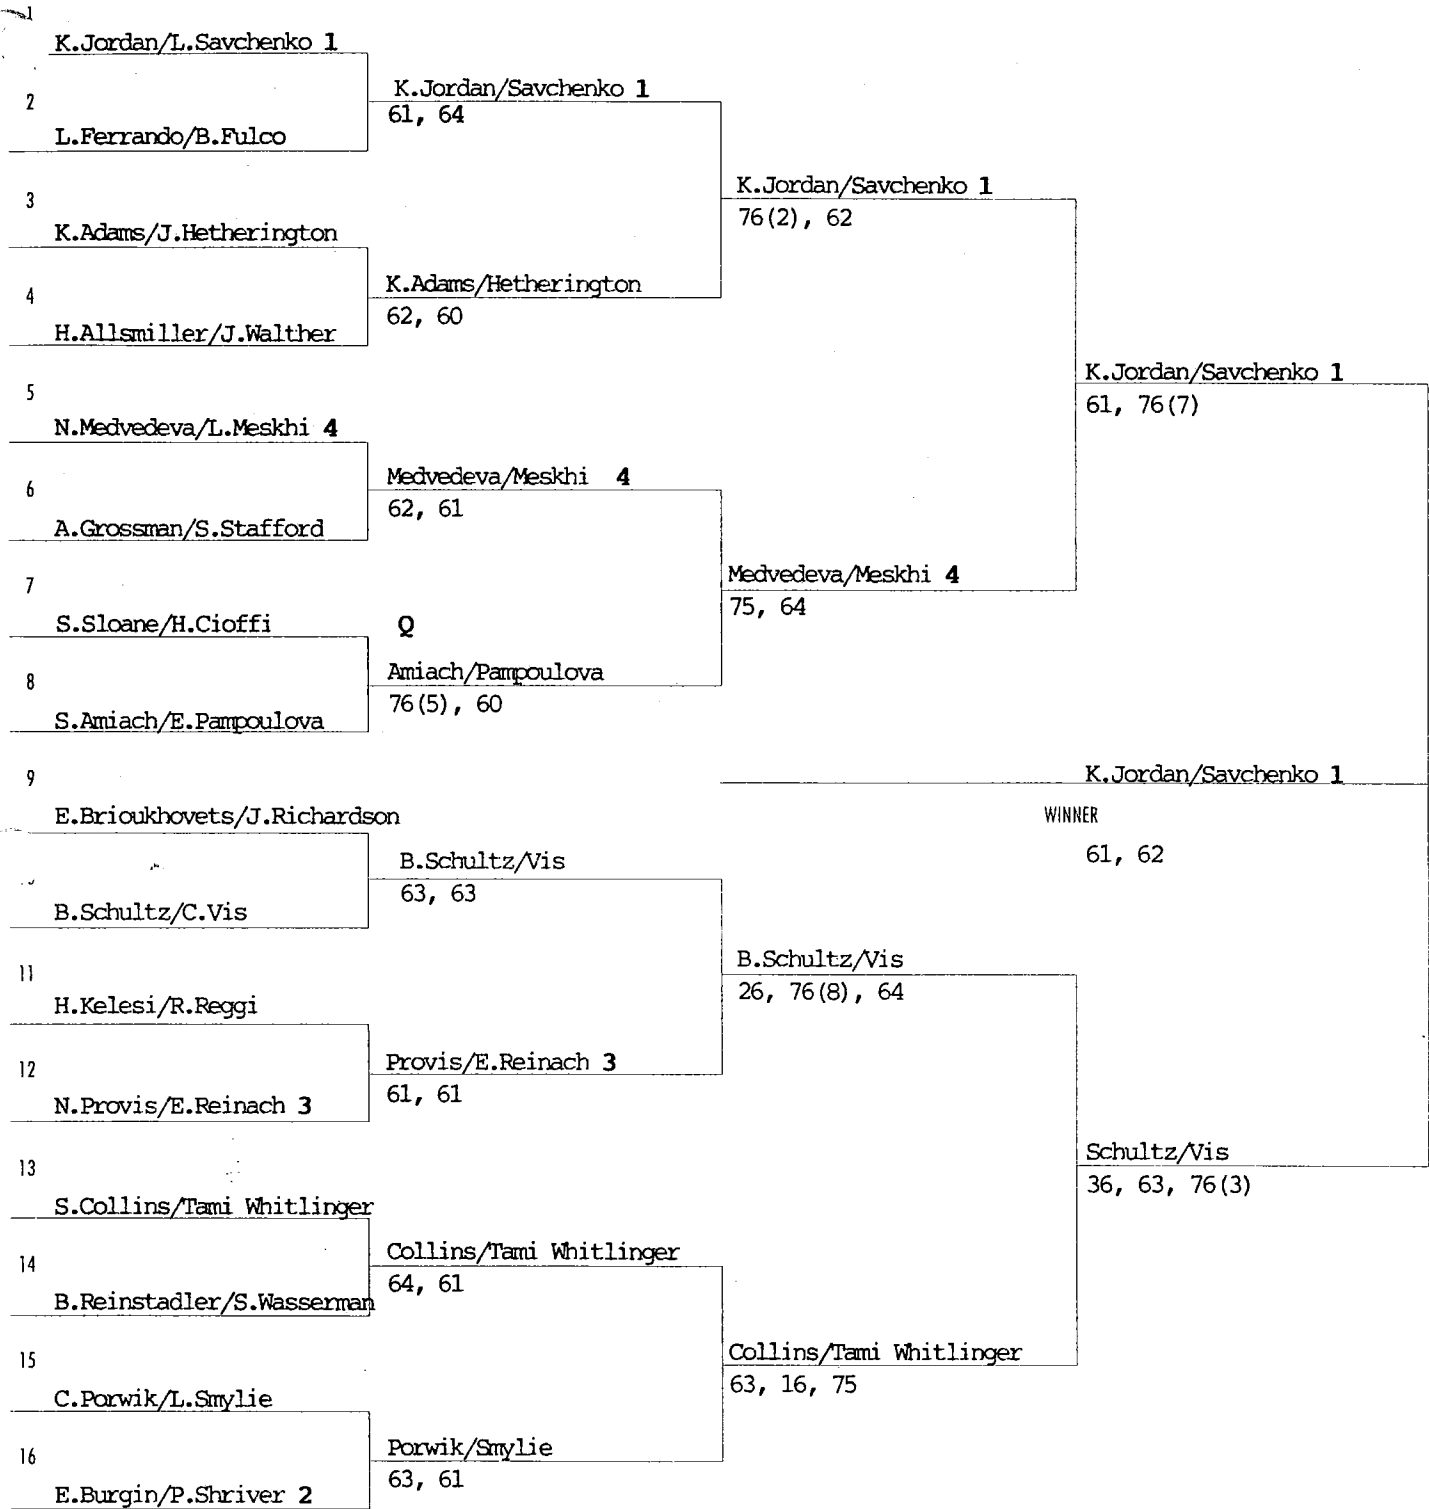 1
K.Jordan/L.Savchenko 1
K.Jordan/Savchenko 1
2
61, 64
L.Ferrando/B.Fulco
K.Jordan/Savchenko 1
3
76(2), 62
K.Adams/J.Hetherington
K.Adams/Hetherington
4
62, 60
H.Allsmiller/J.Walther
K.Jordan/Savchenko 1
5
61, 76(7)
N.Medvedeva/L.Meskhi 4
Medvedeva/Meskhi 4
6
62, 61
A.Grossman/S.Stafford
Medvedeva/Meskhi 4
7
75, 64
S.Sloane/H.Cioffi
Q
Amiach/Pampoulova
8
76(5), 60
S.Amiach/E.Pampoulova
9
K.Jordan/Savchenko 1
E.Brioukhovets/J.Richardson
WINNER
61, 62
B.Schultz/Vis
63, 63
B.Schultz/C.Vis
B.Schultz/Vis
11
26, 76(8), 64
H.Kelesi/R.Reggi
Provis/E.Reinach 3
12
61, 61
N.Provis/E.Reinach 3
Schultz/Vis
13
36, 63, 76(3)
S.Collins/Tami Whitlinger
Collins/Tami Whitlinger
14
64, 61
B.Reinstadler/S.Wasserman
Collins/Tami Whitlinger
15
63, 16, 75
C.Porwik/L.Smylie
Porwik/Smylie
16
63, 61
E.Burgin/P.Shriver 2